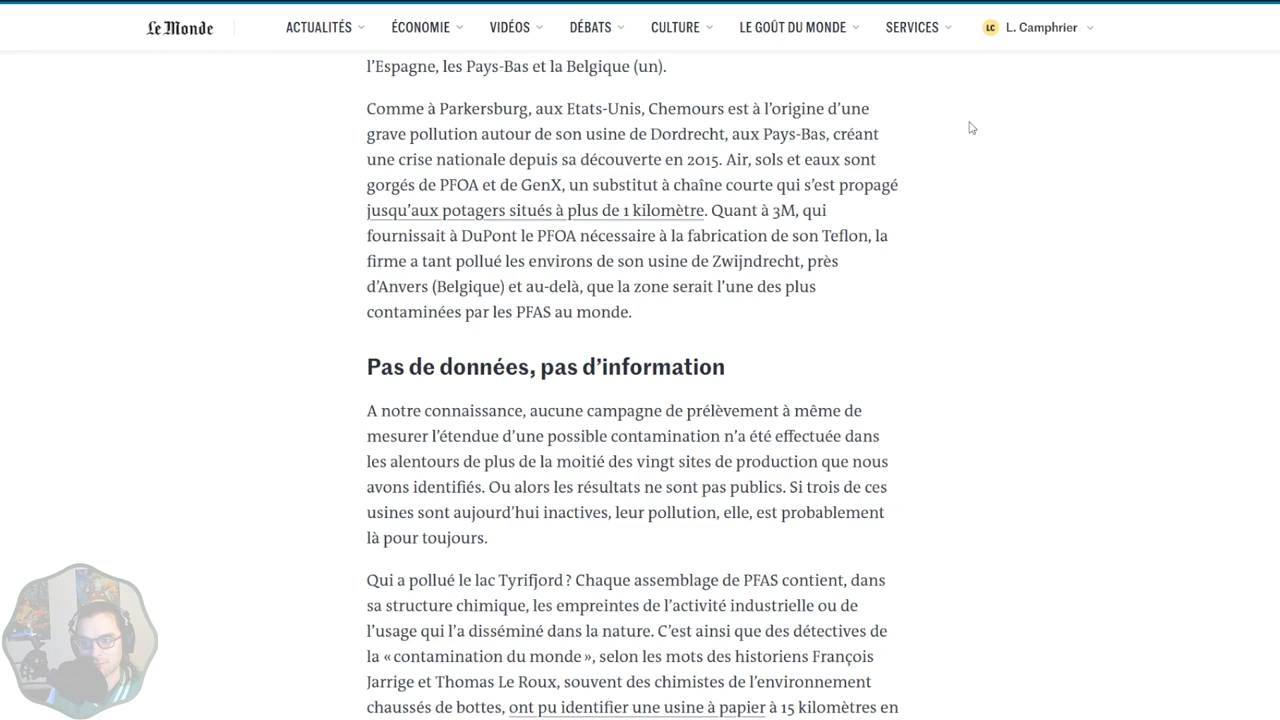 Le Monde ACTUALITÉS ÉCONOMIE VIDÉOS DÉBATS CULTURE LE GOÛT DU MONDE SERVICES LC L. Camphrier
l’Espagne, les Pays-Bas et la Belgique (un).
Comme à Parkersburg, aux Etats-Unis, Chemours est à l’origine d’une
grave pollution autour de son usine de Dordrecht, aux Pays-Bas, créant
une crise nationale depuis sa découverte en 2015. Air, sols et eaux sont
gorgés de PFOA et de GenX, un substitut à chaîne courte qui s’est propagé
jusqu’aux potagers situés à plus de 1 kilomètre. Quant à 3M, qui
fournissait à DuPont le PFOA nécessaire à la fabrication de son Teflon, la
firme a tant pollué les environs de son usine de Zwijndrecht, près
d’Anvers (Belgique) et au-delà, que la zone serait l’une des plus
contaminées par les PFAS au monde.
Pas de données, pas d’information
A notre connaissance, aucune campagne de prélèvement à même de
mesurer l’étendue d’une possible contamination n’a été effectuée dans
les alentours de plus de la moitié des vingt sites de production que nous
avons identifiés. Ou alors les résultats ne sont pas publics. Si trois de ces
usines sont aujourd’hui inactives, leur pollution, elle, est probablement
là pour toujours.
Qui a pollué le lac Tyrifjord ? Chaque assemblage de PFAS contient, dans
sa structure chimique, les empreintes de l’activité industrielle ou de
l’usage qui l’a disséminé dans la nature. C’est ainsi que des détectives de
la « contamination du monde », selon les mots des historiens François
Jarrige et Thomas Le Roux, souvent des chimistes de l’environnement
chaussés de bottes, ont pu identifier une usine à papier à 15 kilomètres en